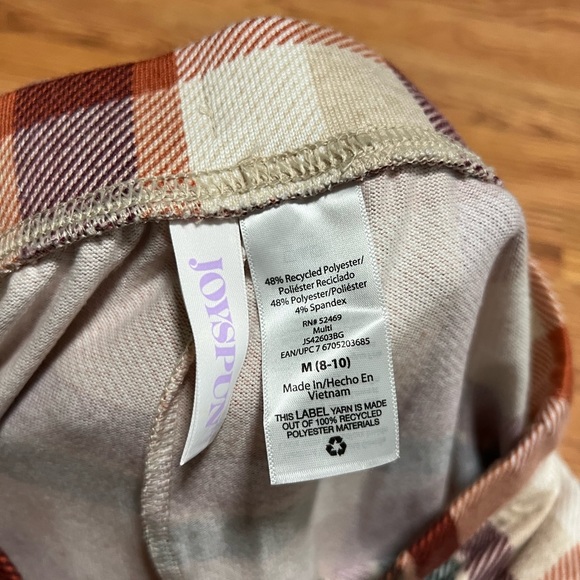 JOYSPUN
48% Recycled Polyester/
Poliéster Reciclado
48% Polyester/Poliéster
4% Spandex
RN# 52469
Multi
JS42603BG
EAN/UPC 7 6705203685
M (8-10)
Made In/Hecho En
Vietnam
THIS LABEL YARN IS MADE
OUT OF 100% RECYCLED
POLYESTER MATERIALS